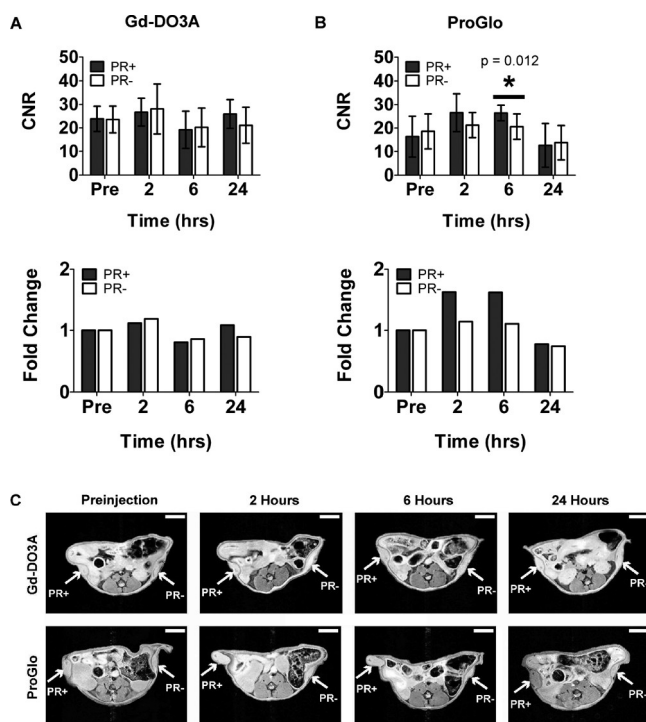 A
Gd-DO3A
B
ProGlo
CNR
50
40
30
20
10
0
PR+
PR-
Pre
2
6
24
Time (hrs)
CNR
50
40
30
20
10
0
PR+
PR-
p = 0.012
*
Pre
2
6
24
Time (hrs)
Fold Change
2
1
0
PR+
PR-
Pre
2
6
24
Time (hrs)
Fold Change
2
1
0
PR+
PR-
Pre
2
6
24
Time (hrs)
C
Preinjection
2 Hours
6 Hours
24 Hours
Gd-DO3A
PR+
PR-
PR+
PR-
PR+
PR-
PR+
PR-
ProGlo
PR+
PR-
PR+
PR-
PR+
PR-
PR+
PR-